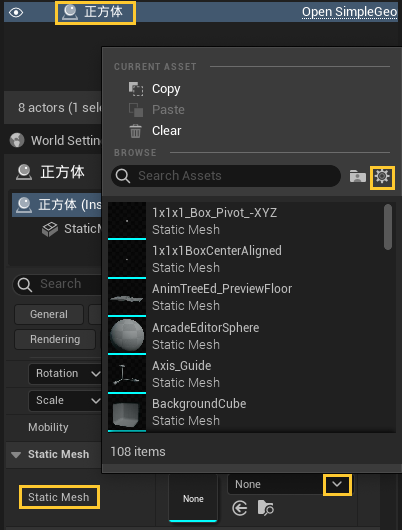 正方体
Open SimpleGeo
CURRENT ASSET
Copy
Paste
Clear
8 actors (1 sele
World Setting
BROWSE
Search Assets
正方体
正方体 (Ins
StaticM
1x1x1_Box_Pivot_-XYZ
Static Mesh
1x1x1BoxCenterAligned
Static Mesh
AnimTreeEd_PreviewFloor
Static Mesh
ArcadeEditorSphere
Static Mesh
Axis_Guide
Static Mesh
BackgroundCube
Static Mesh
108 items
Search
General
Rendering
Rotation
Scale
Mobility
Static Mesh
Static Mesh
None
None